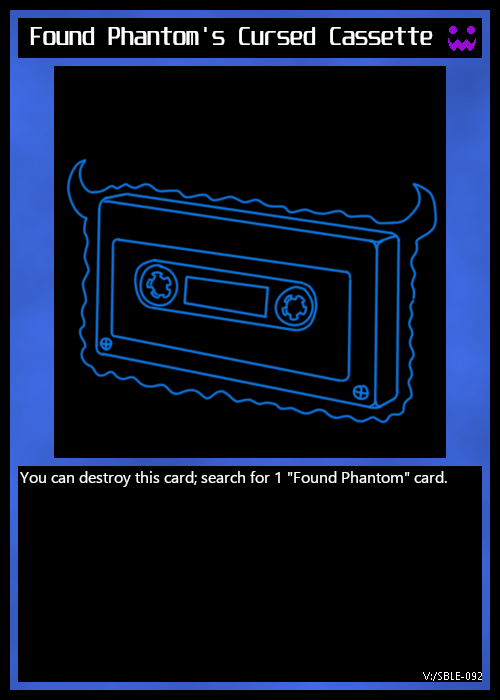 Found Phantom's Cursed Cassette
You can destroy this card; search for 1 "Found Phantom" card.
V:/SBLE-092